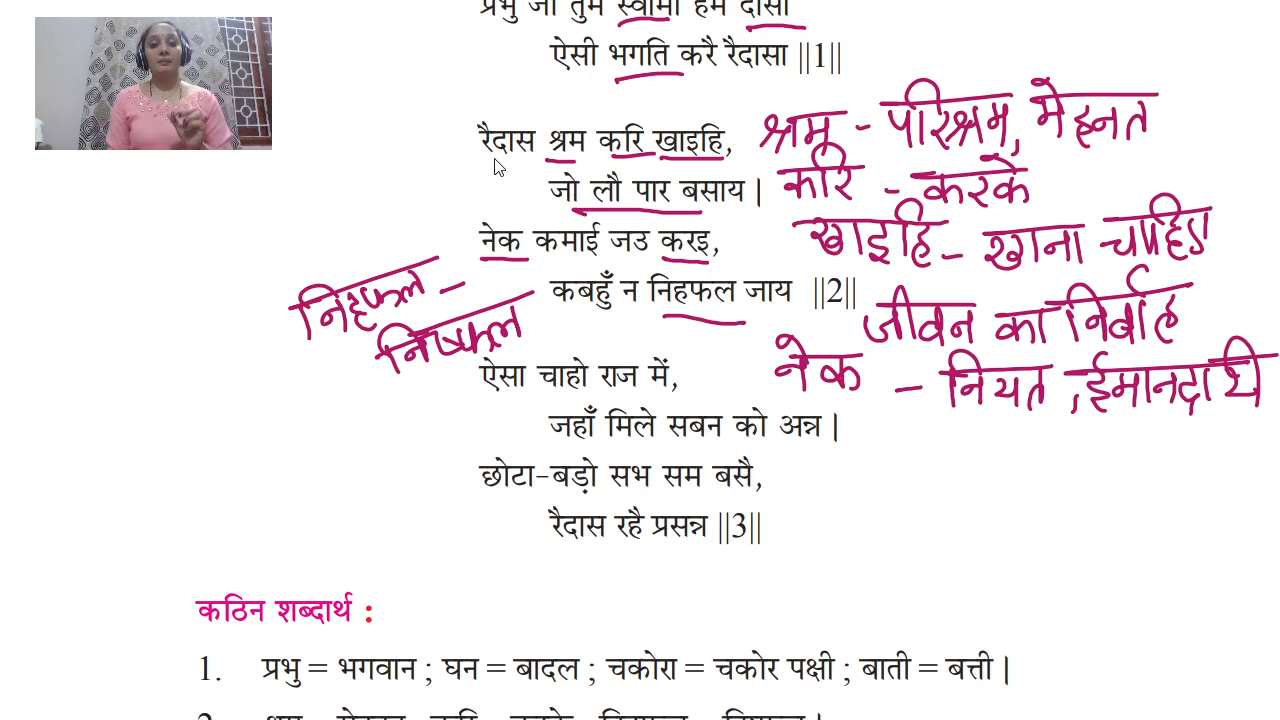 प्रभु जी तुम स्वामी हम दासा
ऐसी भगति करै रैदासा ||1||
रैदास श्रम करि खाइहि,
जो लौ पार बसाय |
नेक कमाई जउ करइ,
कबहुँ न निहफल जाय ||2||
ऐसा चाहो राज में,
जहाँ मिले सबन को अन्न |
छोटा-बड़ो सभ सम बसै,
रैदास रहै प्रसन्न ||3||
श्रम - परिश्रम, मेहनत
करि - करके
खाइहि - खाना चाहिए
जीवन का निर्वाह
नेक - नियत, ईमानदारी
निहफल -
निष्फल
कठिन शब्दार्थ :
1. प्रभु = भगवान ; घन = बादल ; चकोरा = चकोर पक्षी ; बाती = बत्ती |